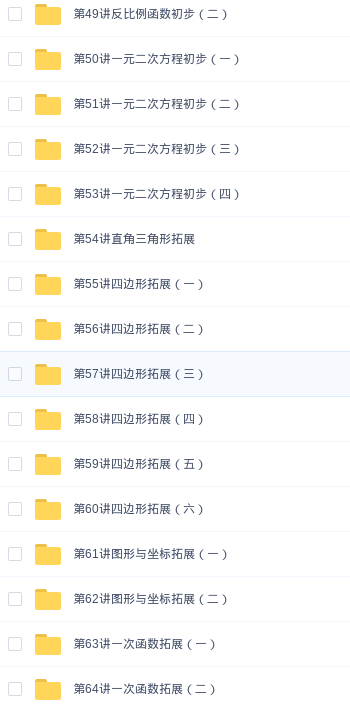 第49讲反比例函数初步（二）
第50讲一元二次方程初步（一）
第51讲一元二次方程初步（二）
第52讲一元二次方程初步（三）
第53讲一元二次方程初步（四）
第54讲直角三角形拓展
第55讲四边形拓展（一）
第56讲四边形拓展（二）
第57讲四边形拓展（三）
第58讲四边形拓展（四）
第59讲四边形拓展（五）
第60讲四边形拓展（六）
第61讲图形与坐标拓展（一）
第62讲图形与坐标拓展（二）
第63讲一次函数拓展（一）
第64讲一次函数拓展（二）